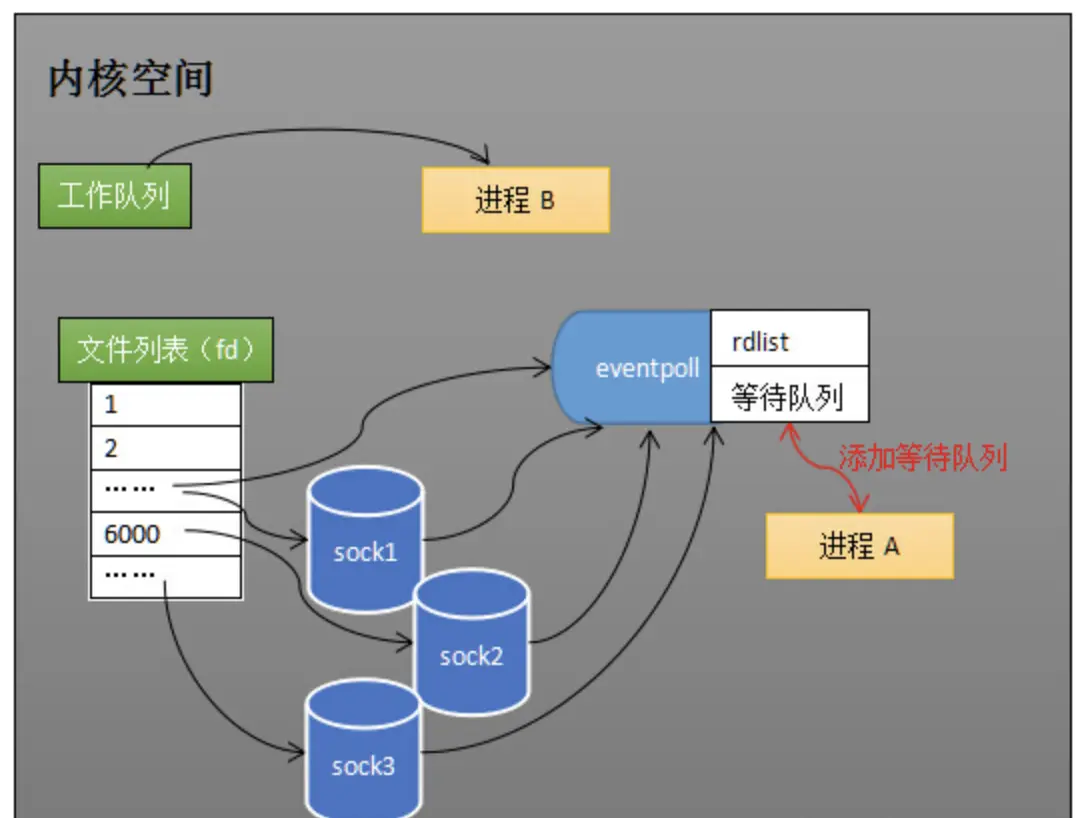 内核空间
工作队列
进程 B
文件列表（fd）
1
2
……
6000
……
eventpoll
rdlist
等待队列
添加等待队列
进程 A
sock1
sock2
sock3